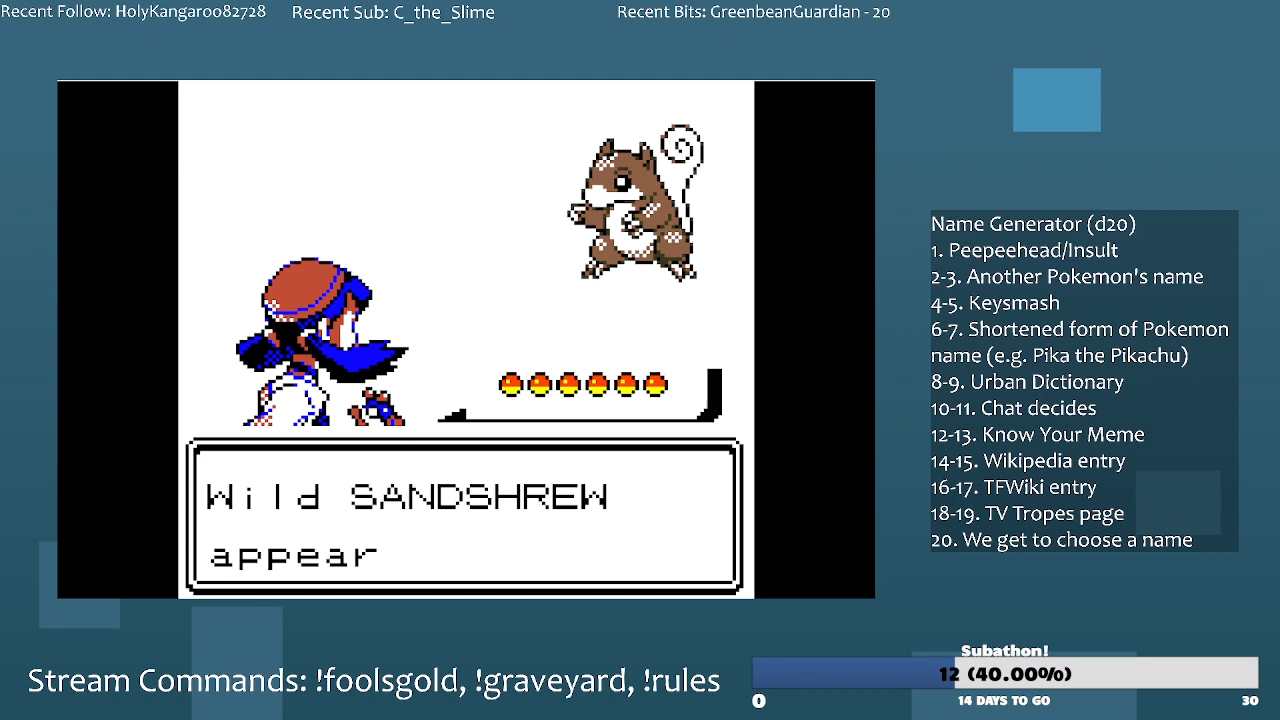 Recent Follow: HolyKangaroo82728
Recent Sub: C_the_Slime
Recent Bits: GreenbeanGuardian - 20
Wild SANDSHREW
appear
Name Generator (d20)
1. Peepeehead/Insult
2-3. Another Pokemon's name
4-5. Keysmash
6-7. Shortened form of Pokemon
name (e.g. Pika the Pikachu)
8-9. Urban Dictionary
10-11. Chat decides
12-13. Know Your Meme
14-15. Wikipedia entry
16-17. TFWiki entry
18-19. TV Tropes page
20. We get to choose a name
Stream Commands: !foolsgold, !graveyard, !rules
Subathon!
12 (40.00%)
0 14 DAYS TO GO 30